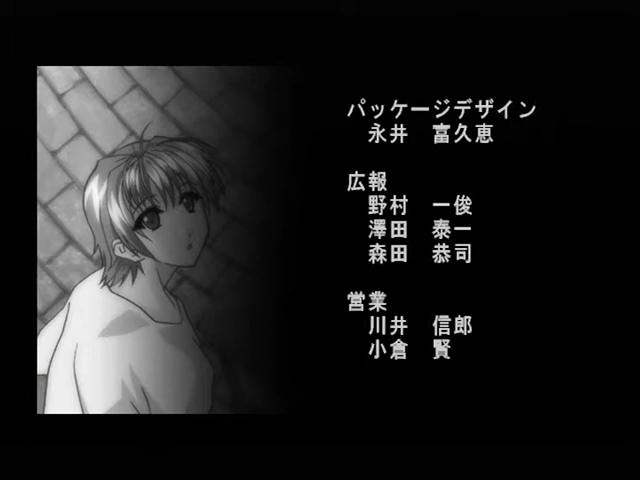 パッケージデザイン
永井　富久恵
広報
野村　一俊
澤田　泰一
森田　恭司
営業
川井　信郎
小倉　賢